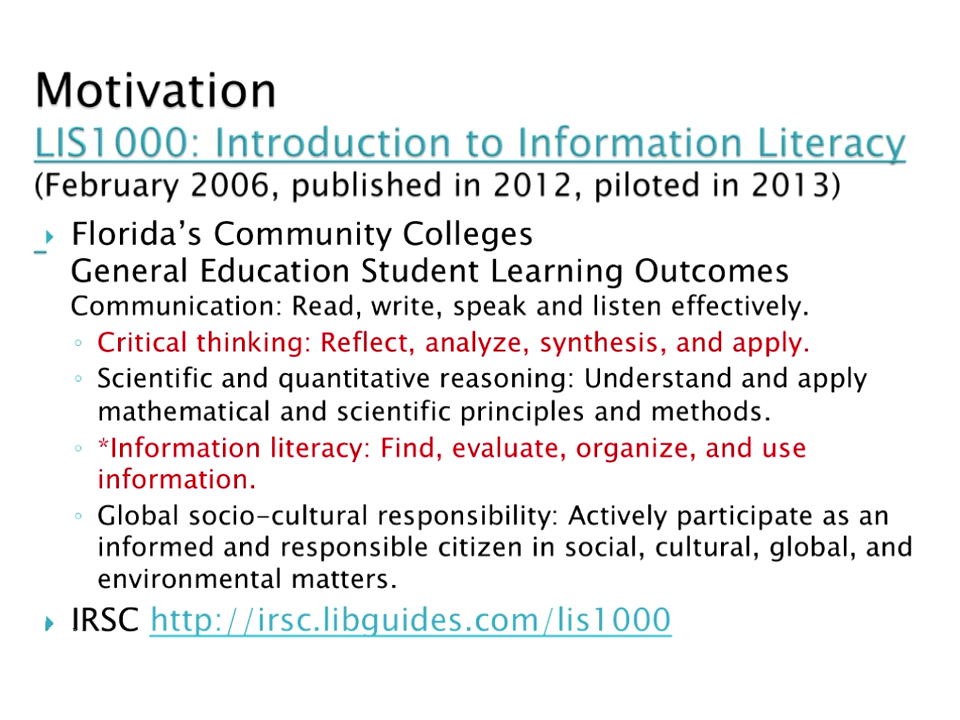 Motivation
LIS1000: Introduction to Information Literacy
(February 2006, published in 2012, piloted in 2013)
Florida’s Community Colleges
General Education Student Learning Outcomes
Communication: Read, write, speak and listen effectively.
Critical thinking: Reflect, analyze, synthesis, and apply.
Scientific and quantitative reasoning: Understand and apply
mathematical and scientific principles and methods.
*Information literacy: Find, evaluate, organize, and use
information.
Global socio-cultural responsibility: Actively participate as an
informed and responsible citizen in social, cultural, global, and
environmental matters.
IRSC http://irsc.libguides.com/lis1000